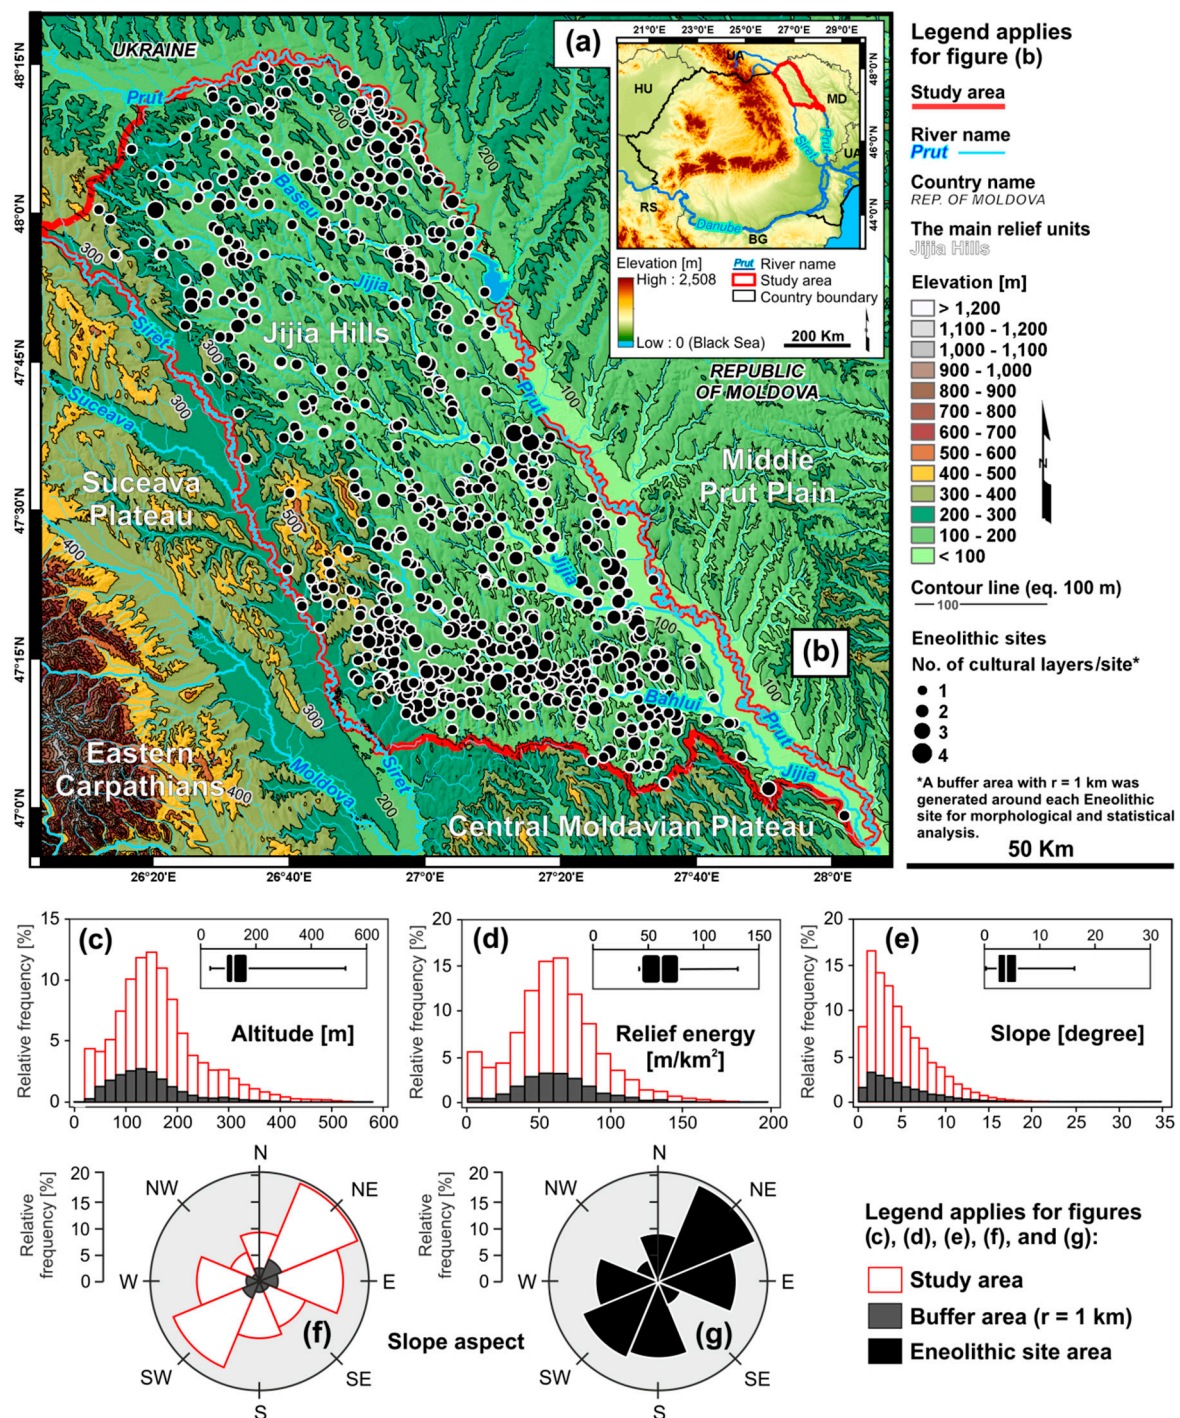 21°0'E 23°0'E 25°0'E 27°0'E 29°0'E
(a)
UA
HU
MD
48°0'N
46°0'N
44°0'N
Siret
Prut
UA
RS
Danube
BG
Elevation [m]
High : 2,508
Low : 0 (Black Sea)
Prut River name
Study area
Country boundary
200 Km
UKRAINE
48°15'N
48°0'N
47°45'N
47°30'N
47°15'N
47°0'N
Prut
200
200
Baseu
300
Jijia
Siret
Jijia Hills
300
300
REPUBLIC
OF MOLDOVA
Prut
100
Suceava
Suceava
Plateau
Middle
Prut Plain
500
400
Jijia
100
(b)
Bahlui
100
300
Prut
Eastern
Carpathians
400
Moldova
Siret
200
Jijia
Central Moldavian Plateau
26°20'E 26°40'E 27°0'E 27°20'E 27°40'E 28°0'E
Legend applies
for figure (b)
Study area
River name
Prut
Country name
REP. OF MOLDOVA
The main relief units
Jijia Hills
Elevation [m]
> 1,200
1,100 - 1,200
1,000 - 1,100
900 - 1,000
800 - 900
700 - 800
600 - 700
500 - 600
400 - 500
300 - 400
200 - 300
100 - 200
< 100
N
Contour line (eq. 100 m)
100
Eneolithic sites
No. of cultural layers/site*
1
2
3
4
*A buffer area with r = 1 km was
generated around each Eneolithic
site for morphological and statistical
analysis.
50 Km
(c)
Relative frequency [%]
15
10
5
0
0 200 400 600
Altitude [m]
100 200 300 400 500 600
(d)
Relative frequency [%]
20
15
10
5
0
0 50 100 150
Relief energy
[m/km²]
0 50 100 150 200
(e)
Relative frequency [%]
20
15
10
5
0
0 10 20 30
Slope [degree]
0 5 10 15 20 25 30 35
Relative
frequency [%]
20
15
10
5
0
N
NE
E
SE
S
SW
W
NW
(f)
Slope aspect
Relative
frequency [%]
20
15
10
5
0
N
NE
E
SE
S
SW
W
NW
(g)
Legend applies for figures
(c), (d), (e), (f), and (g):
Study area
Buffer area (r = 1 km)
Eneolithic site area